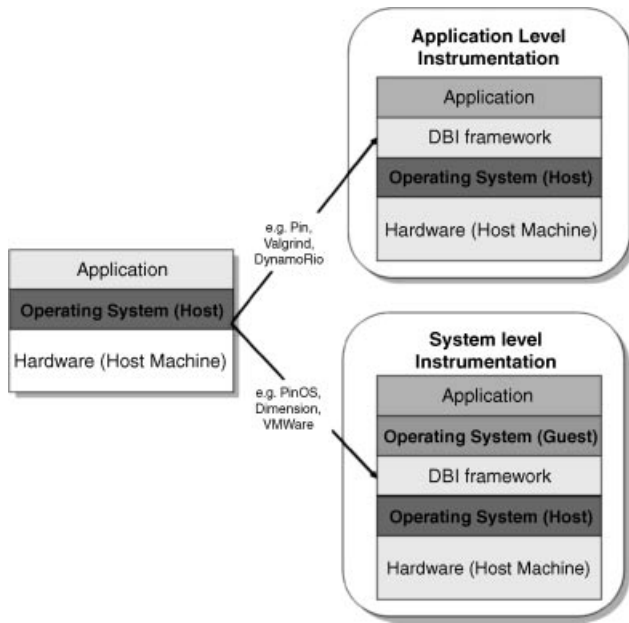 Application
Operating System (Host)
Hardware (Host Machine)
e.g. Pin,
Valgrind,
DynamoRio
e.g. PinOS,
Dimension,
VMWare
Application Level
Instrumentation
Application
DBI framework
Operating System (Host)
Hardware (Host Machine)
System level
Instrumentation
Application
Operating System (Guest)
DBI framework
Operating System (Host)
Hardware (Host Machine)